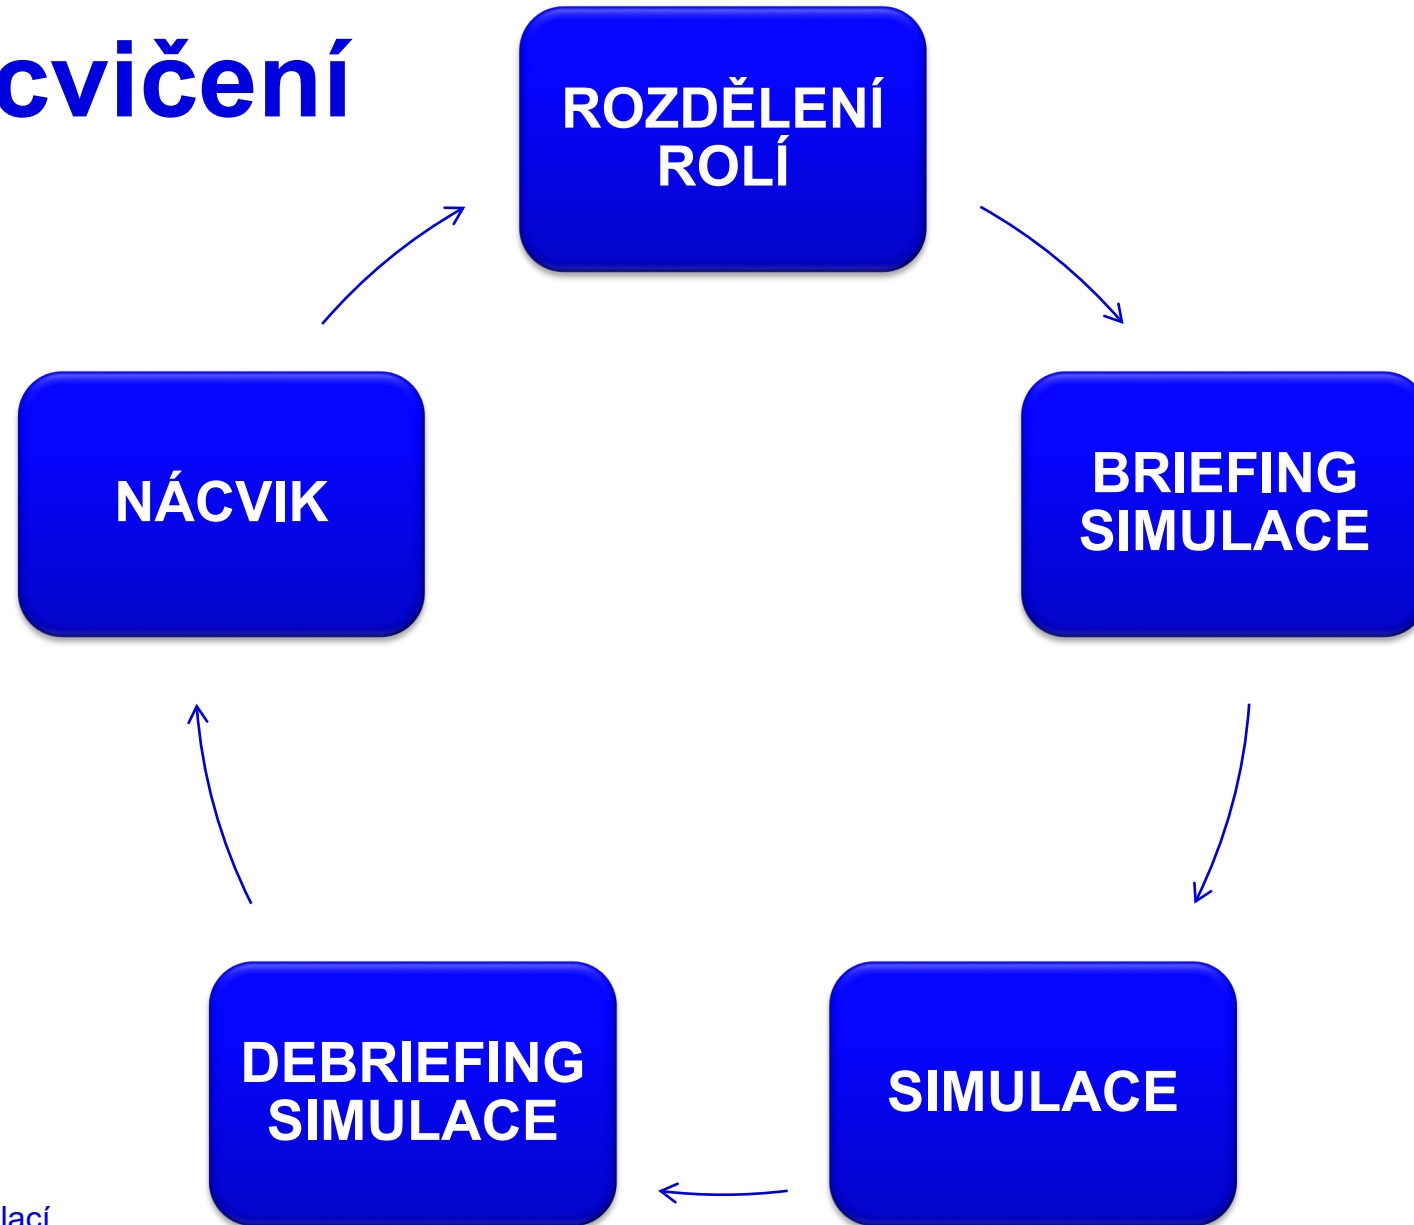 cvičení
ROZDĚLENÍ
ROLÍ
BRIEFING
SIMULACE
SIMULACE
DEBRIEFING
SIMULACE
NÁCVIK
lací